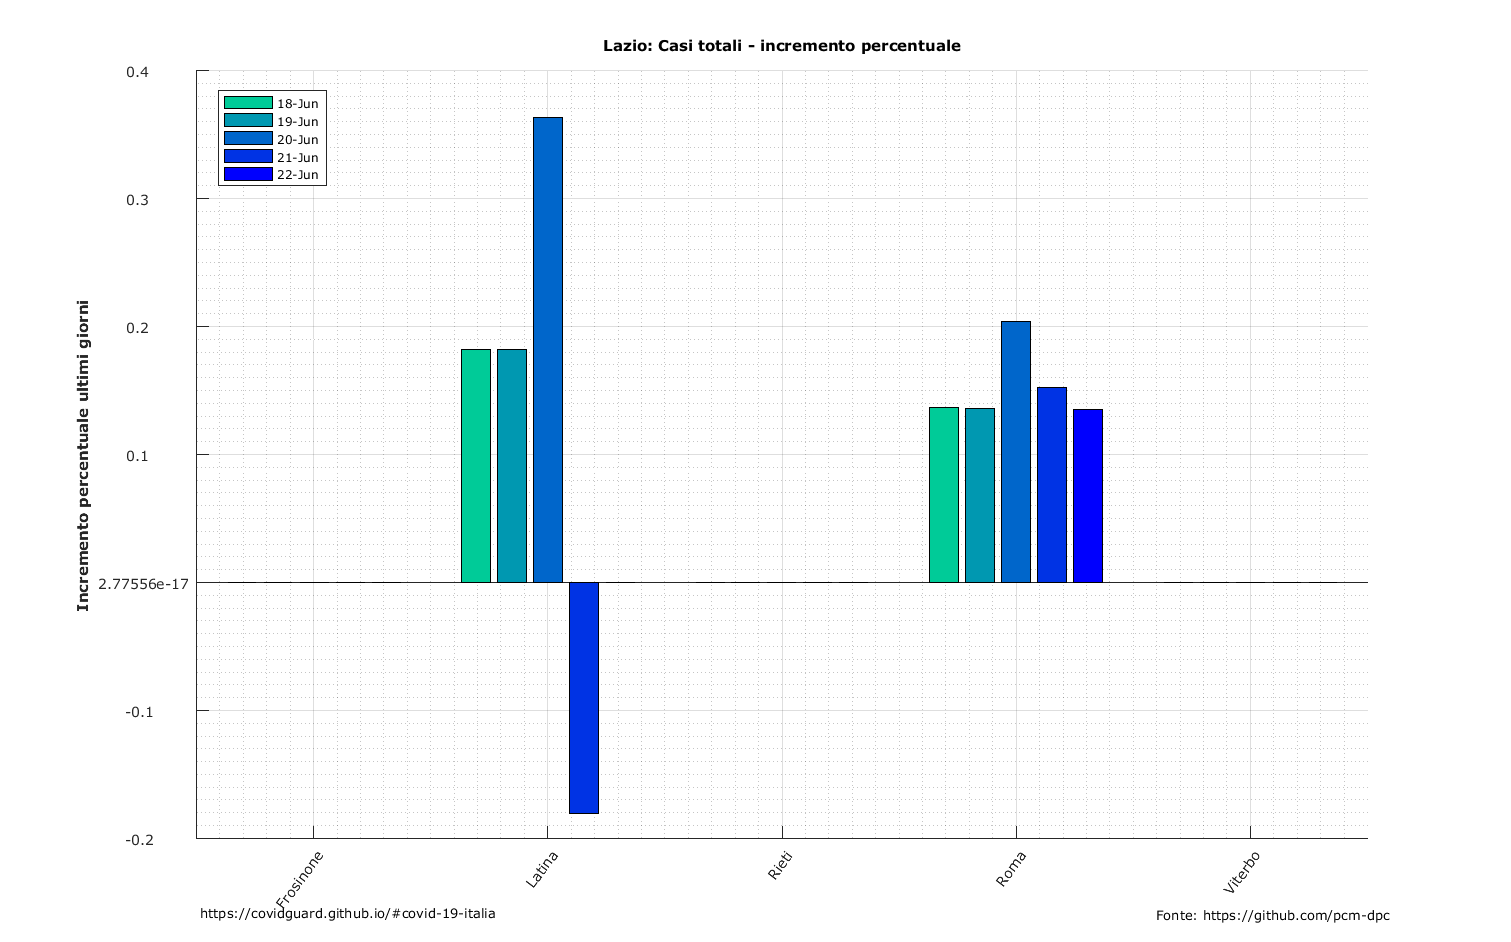 Lazio: Casi totali - incremento percentuale
0.4
0.3
0.2
0.1
2.77556e-17
-0.1
-0.2
Incremento percentuale ultimi giorni
18-Jun
19-Jun
20-Jun
21-Jun
22-Jun
Frosinone
Latina
Rieti
Roma
Viterbo
https://covidguard.github.io/#covid-19-italia
Fonte: https://github.com/pcm-dpc